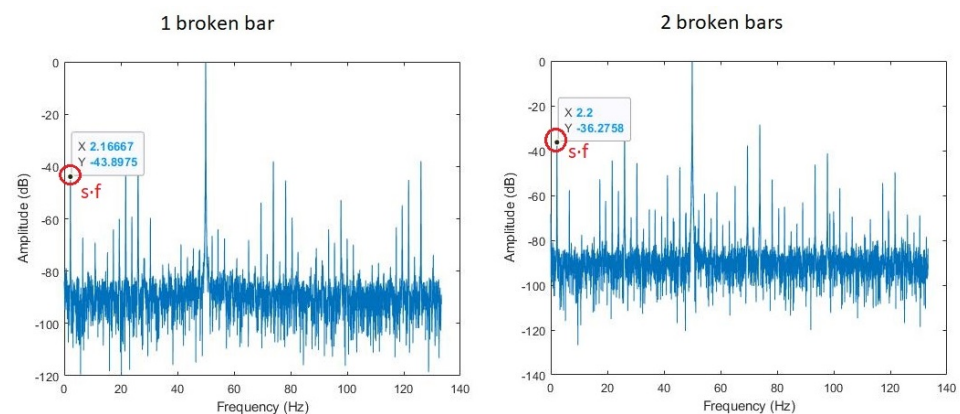 1 broken bar
0
-20
-40
-60
-80
-100
-120
Amplitude (dB)
X 2.16667
Y -43.8975
s·f
0 20 40 60 80 100 120 140
Frequency (Hz)
2 broken bars
0
-20
-40
-60
-80
-100
-120
-140
Amplitude (dB)
X 2.2
Y -36.2758
s·f
0 20 40 60 80 100 120 140
Frequency (Hz)